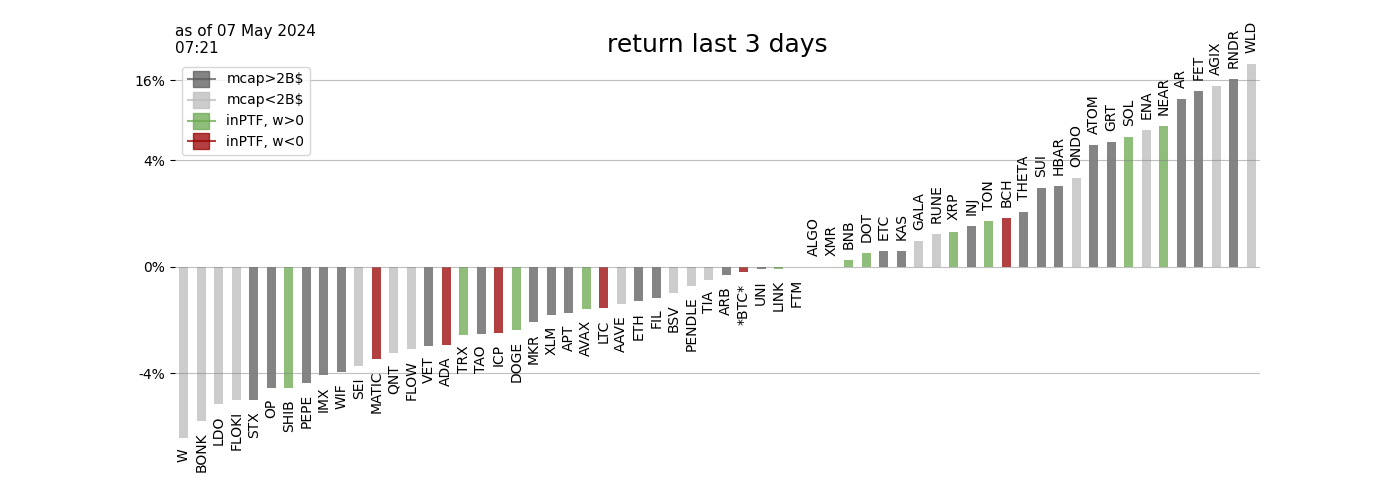 as of 07 May 2024
07:21
return last 3 days
mcap>2B$
mcap<2B$
inPTF, w>0
inPTF, w<0
16%
4%
0%
-4%
W
BONK
LDO
FLOKI
STX
OP
SHIB
PEPE
IMX
WIF
SEI
MATIC
QNT
FLOW
VET
ADA
TRX
TAO
ICP
DOGE
MKR
XLM
APT
AVAX
LTC
AAVE
ETH
FIL
BSV
PENDLE
TIA
ARB
*BTC*
UNI
LINK
FTM
ALGO
XMR
BNB
DOT
ETC
KAS
GALA
RUNE
XRP
INJ
TON
BCH
THETA
SUI
HBAR
ONDO
ATOM
GRT
SOL
ENA
NEAR
AR
FET
AGIX
RNDR
WLD